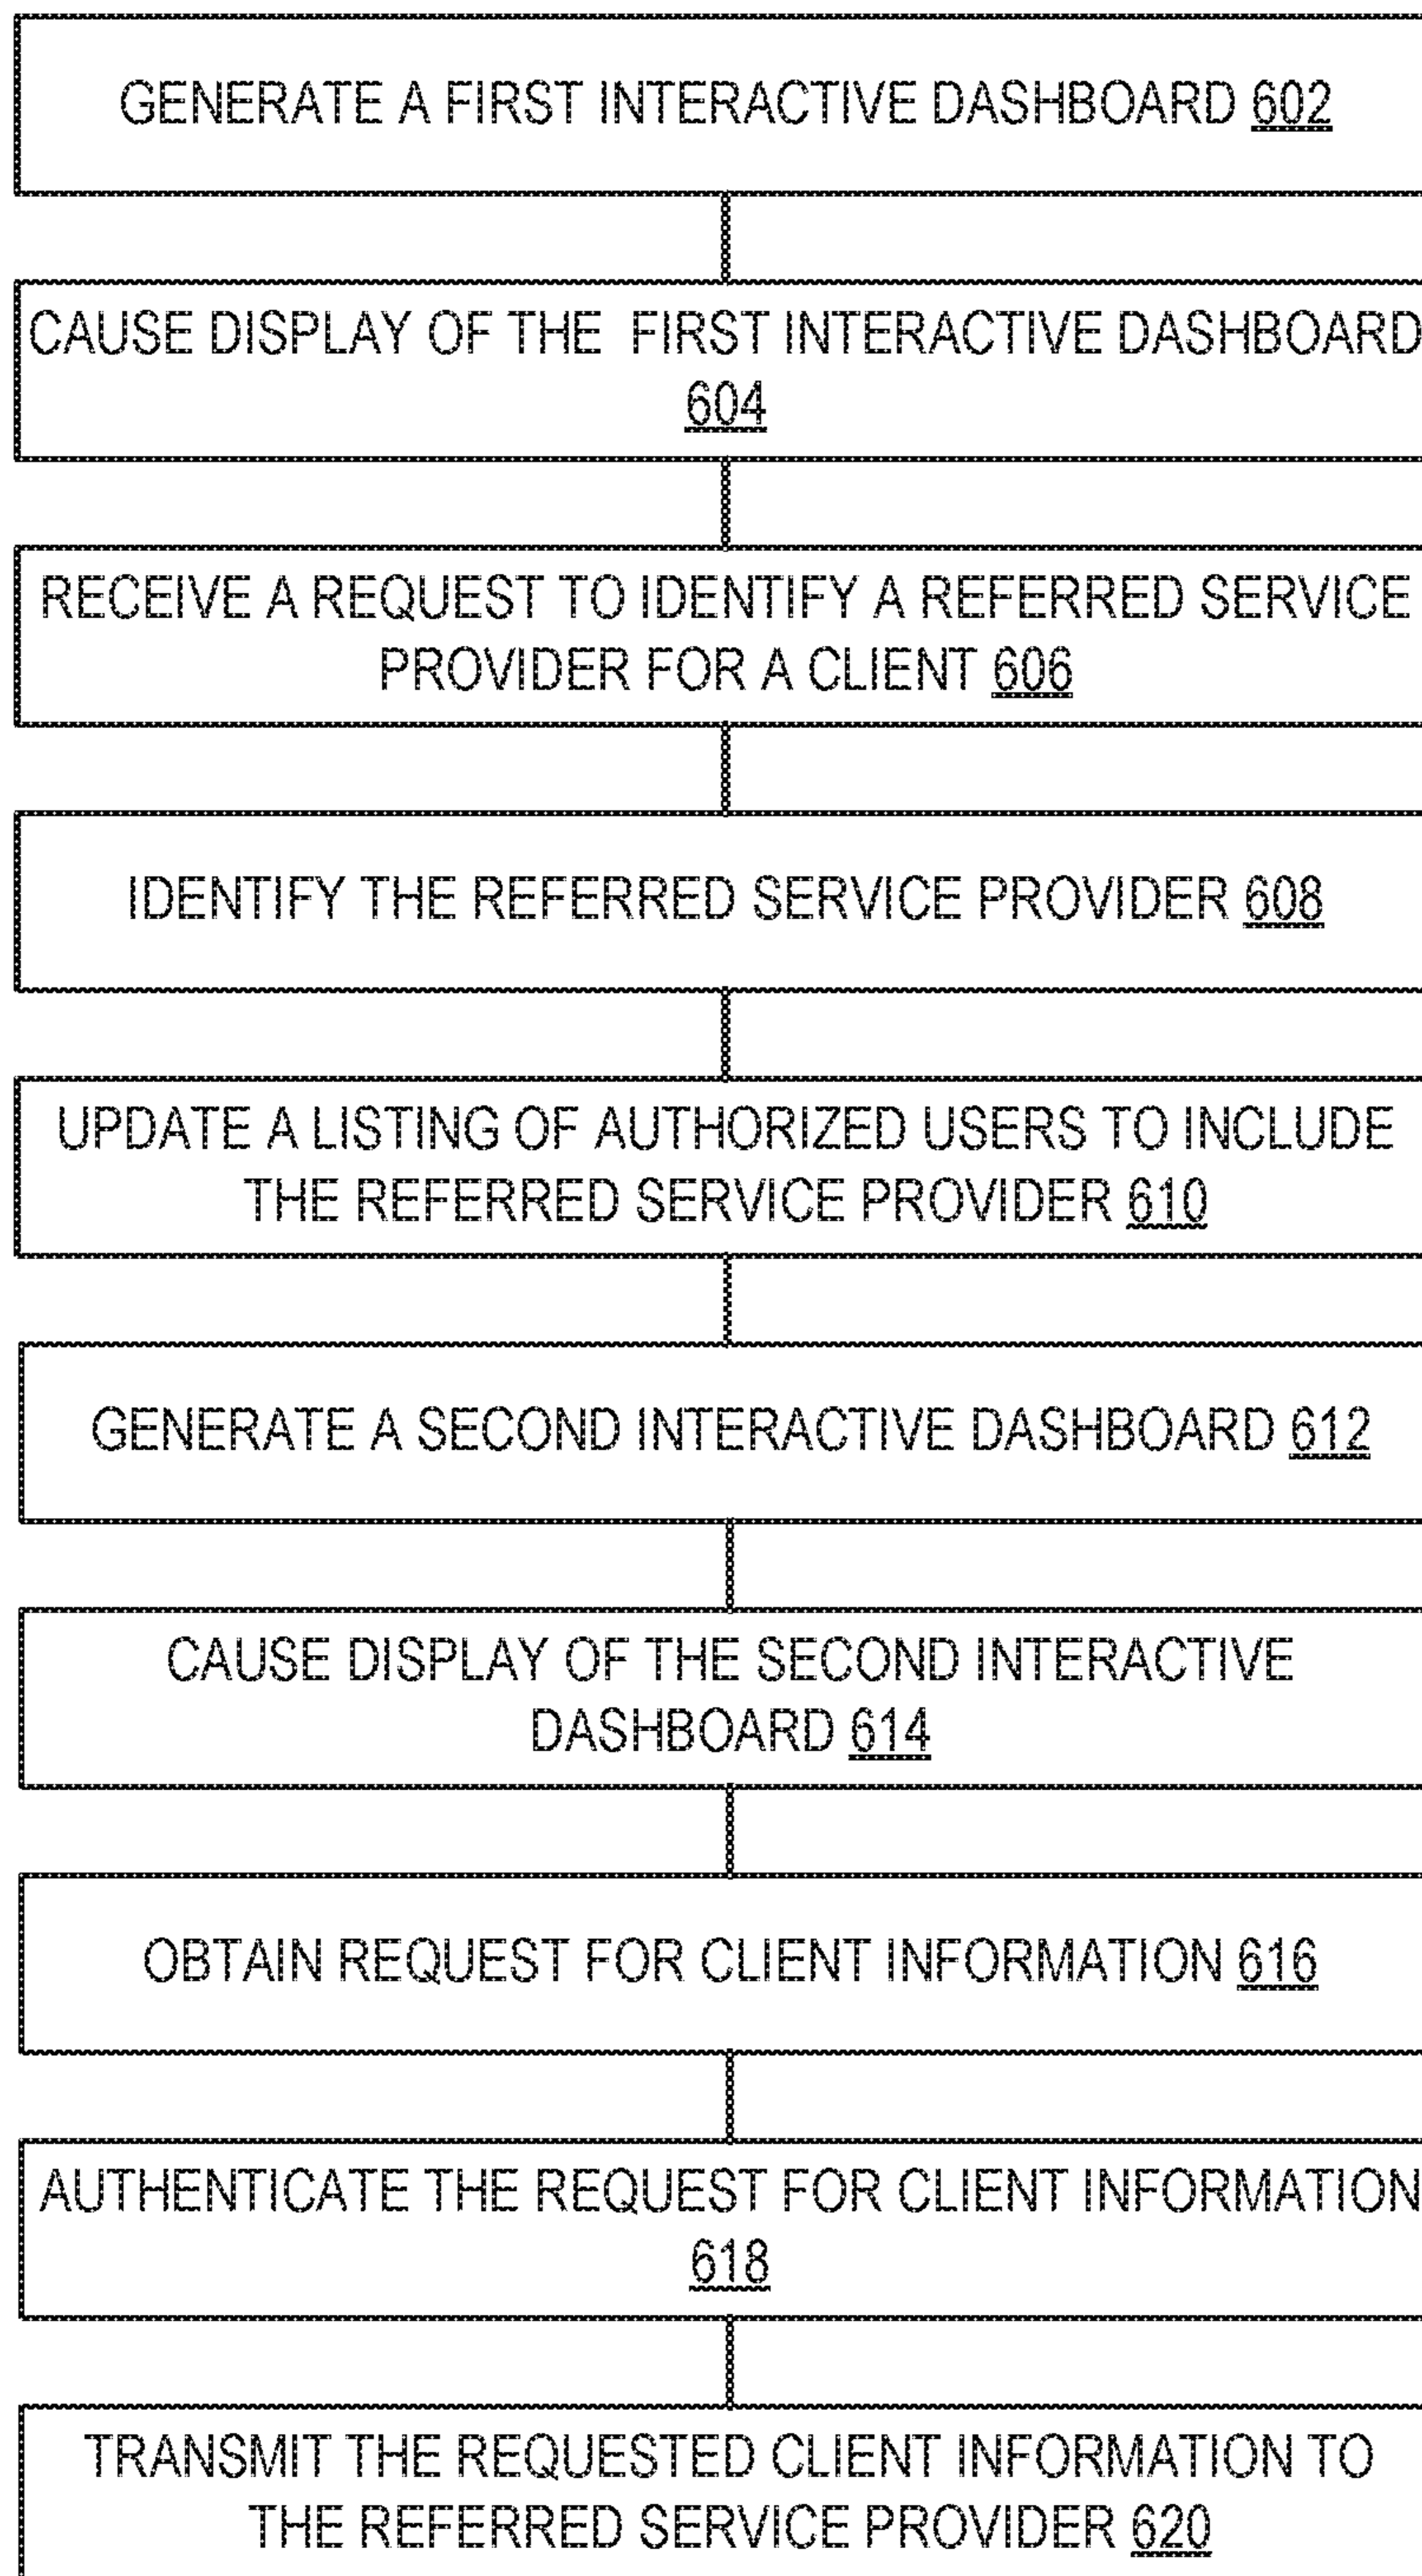 GENERATE A FIRST INTERACTIVE DASHBOARD 602
CAUSE DISPLAY OF THE FIRST INTERACTIVE DASHBOARD
604
RECEIVE A REQUEST TO IDENTIFY A REFERRED SERVICE
PROVIDER FOR A CLIENT 606
IDENTIFY THE REFERRED SERVICE PROVIDER 608
UPDATE A LISTING OF AUTHORIZED USERS TO INCLUDE
THE REFERRED SERVICE PROVIDER 610
GENERATE A SECOND INTERACTIVE DASHBOARD 612
CAUSE DISPLAY OF THE SECOND INTERACTIVE
DASHBOARD 614
OBTAIN REQUEST FOR CLIENT INFORMATION 616
AUTHENTICATE THE REQUEST FOR CLIENT INFORMATION
618
TRANSMIT THE REQUESTED CLIENT INFORMATION TO
THE REFERRED SERVICE PROVIDER 620